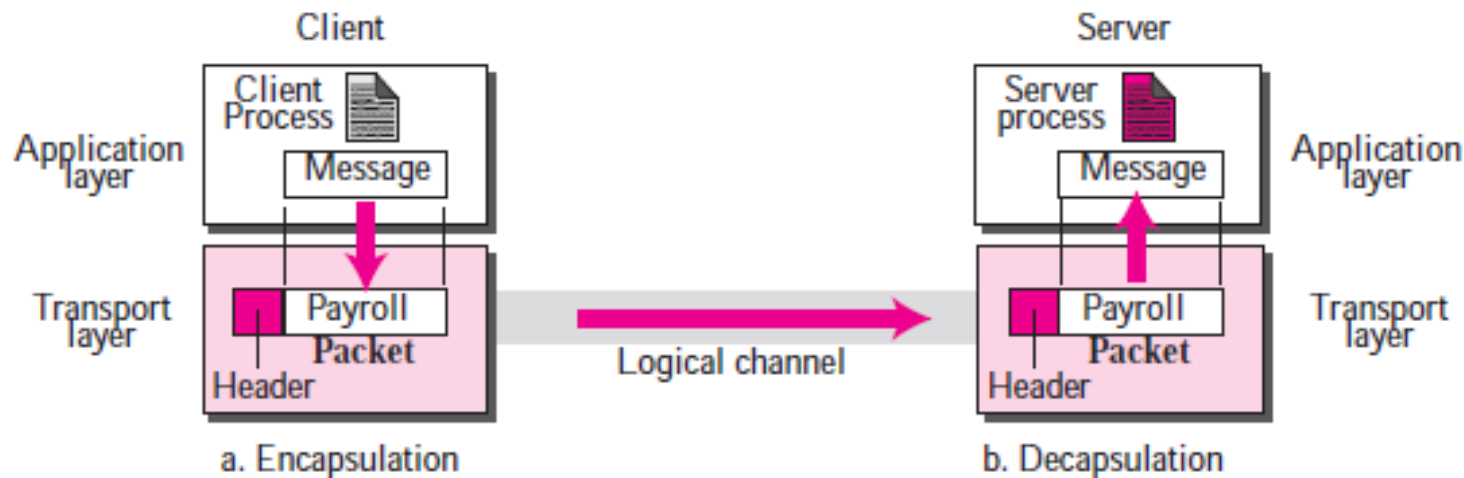 Client
Client
Process
Message
Application
layer
Payroll
Packet
Header
Transport
layer
a. Encapsulation
Logical channel
Server
Server
process
Message
Application
layer
Payroll
Packet
Header
Transport
layer
b. Decapsulation